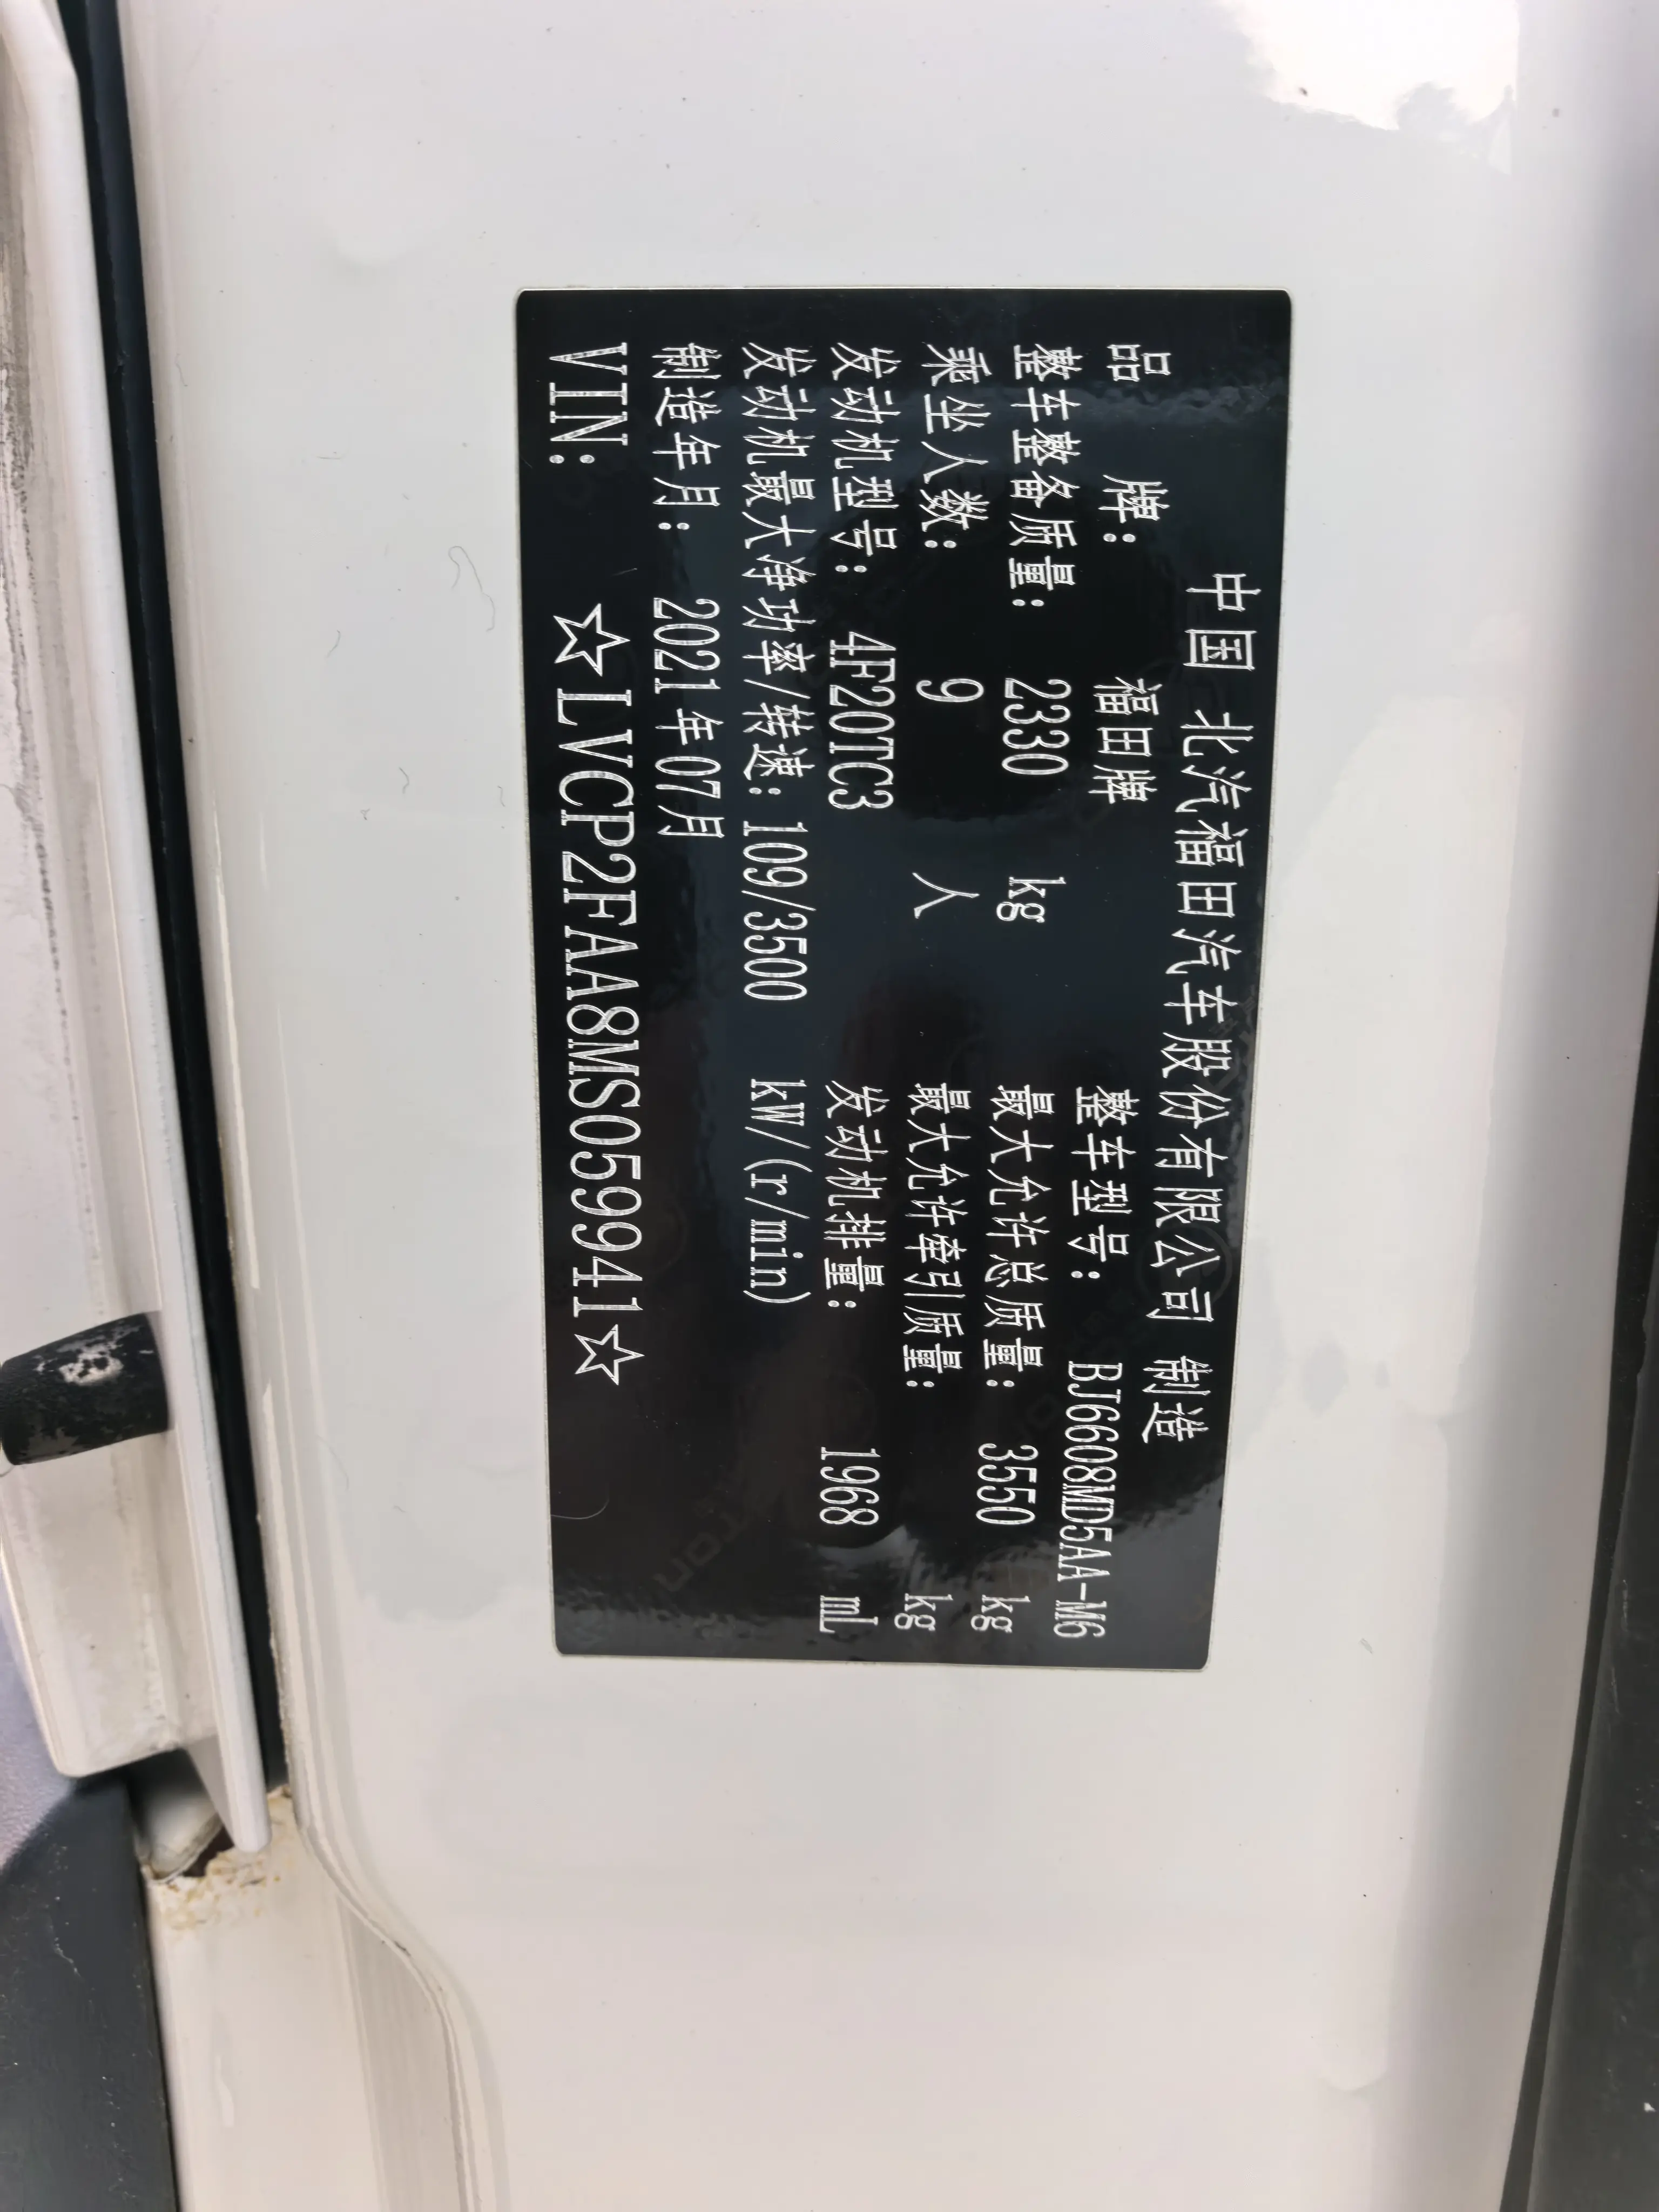 中国 北汽福田汽车股份有限公司 制造
品 牌: 福田牌 整车型号: BJ6608MD5AA-M6
整车整备质量: 2330 kg 最大允许总质量: 3550 kg
乘坐人数: 9 人 最大允许牵引质量: kg
发动机型号: 4F20TC3 发动机排量: 1968 mL
发动机最大净功率/转速: 109/3500 kW/(r/min)
制造年月: 2021年07月
VIN: ☆LVCP2FAA8MS059941☆